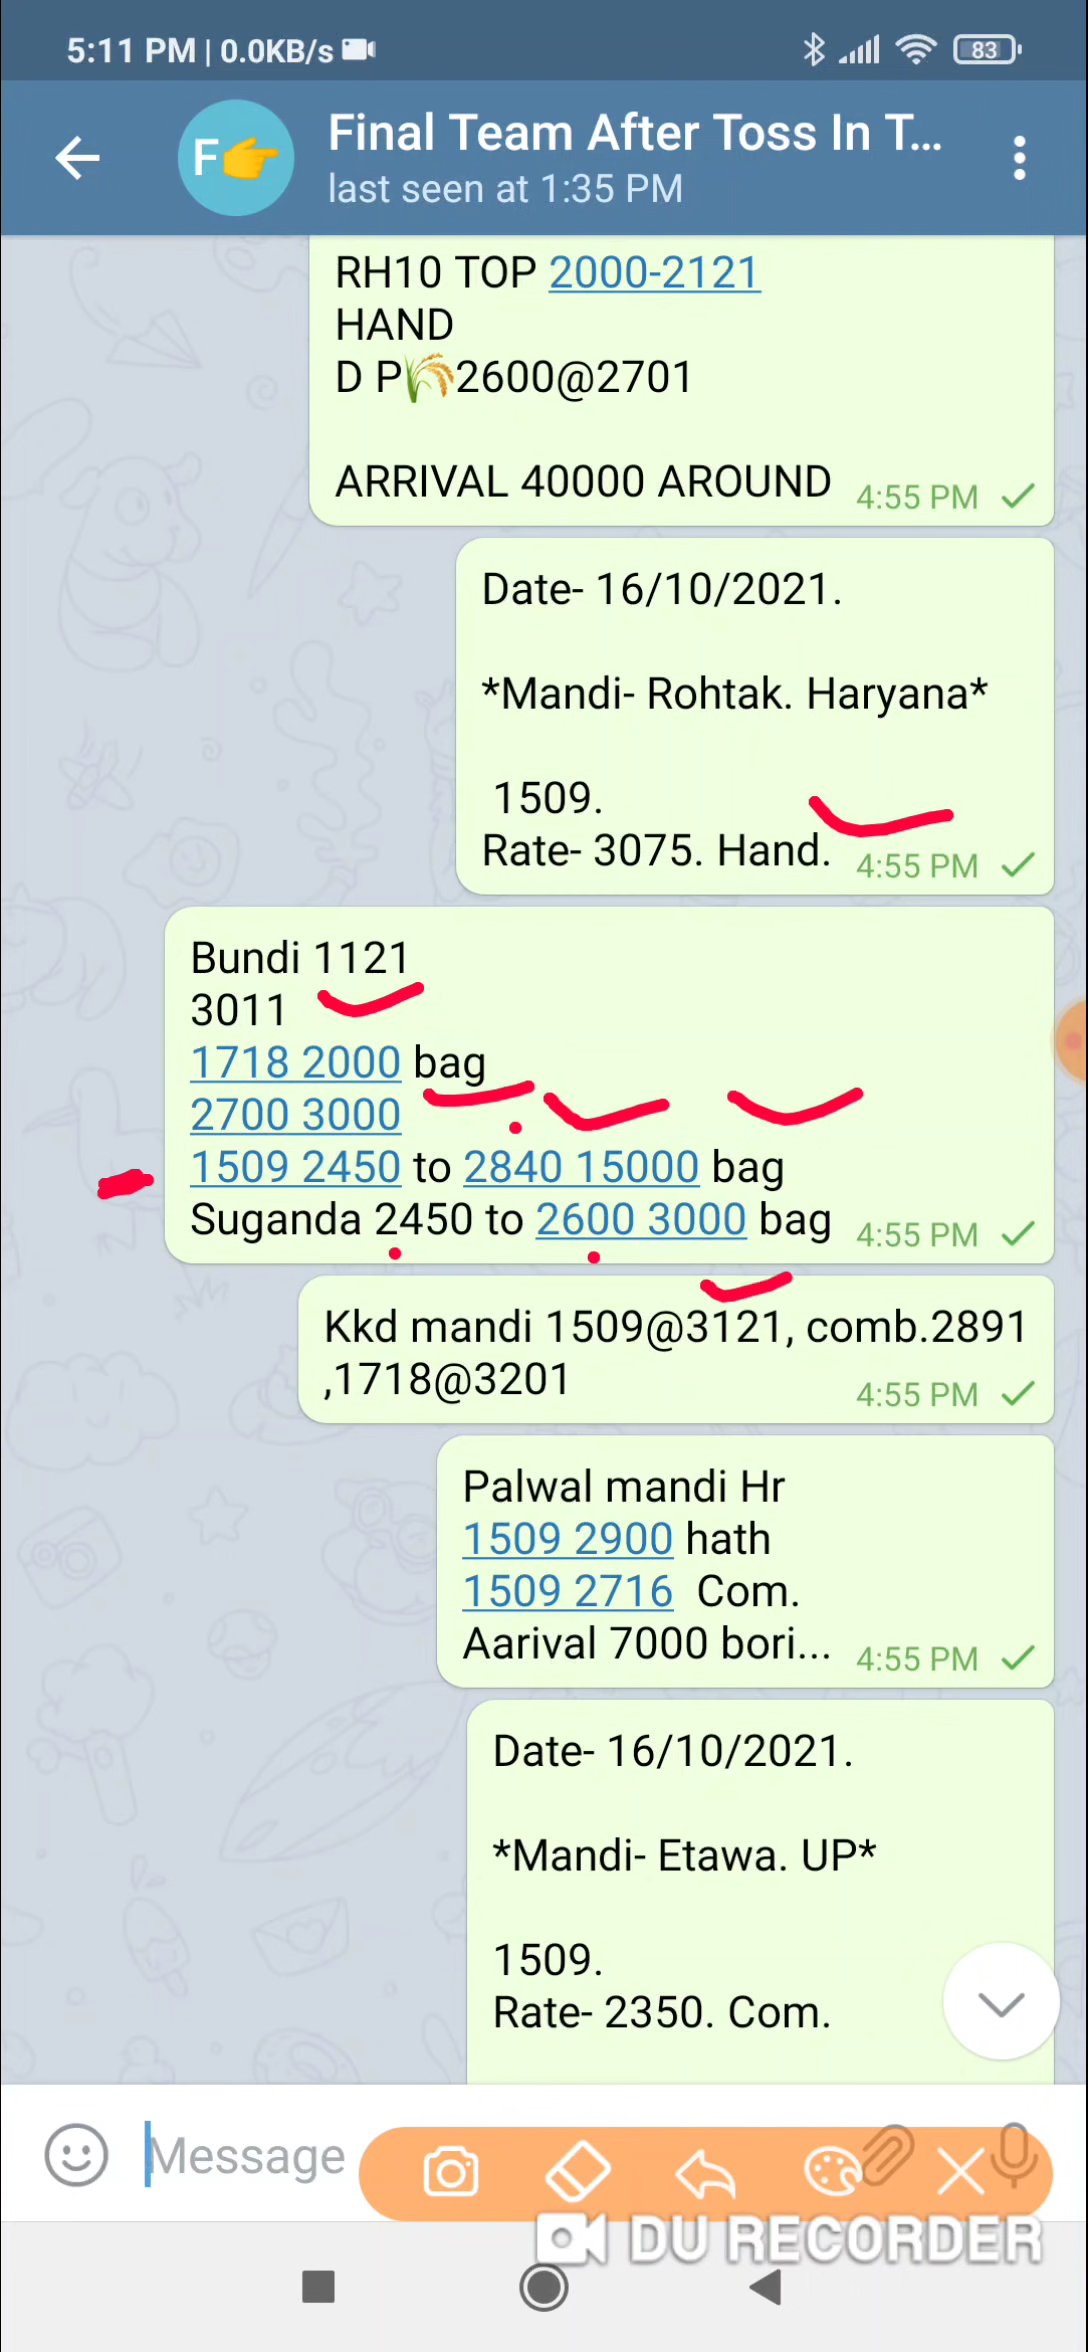 5:11 PM | 0.0KB/s
83
F👉
Final Team After Toss In T...
last seen at 1:35 PM
RH10 TOP 2000-2121
HAND
D P🌾2600@2701
ARRIVAL 40000 AROUND
4:55 PM
Date- 16/10/2021.
*Mandi- Rohtak. Haryana*
1509.
Rate- 3075. Hand.
4:55 PM
Bundi 1121
3011
1718 2000 bag
2700 3000
1509 2450 to 2840 15000 bag
Suganda 2450 to 2600 3000 bag
4:55 PM
Kkd mandi 1509@3121, comb.2891
,1718@3201
4:55 PM
Palwal mandi Hr
1509 2900 hath
1509 2716 Com.
Aarival 7000 bori...
4:55 PM
Date- 16/10/2021.
*Mandi- Etawa. UP*
1509.
Rate- 2350. Com.
Message
DU RECORDER